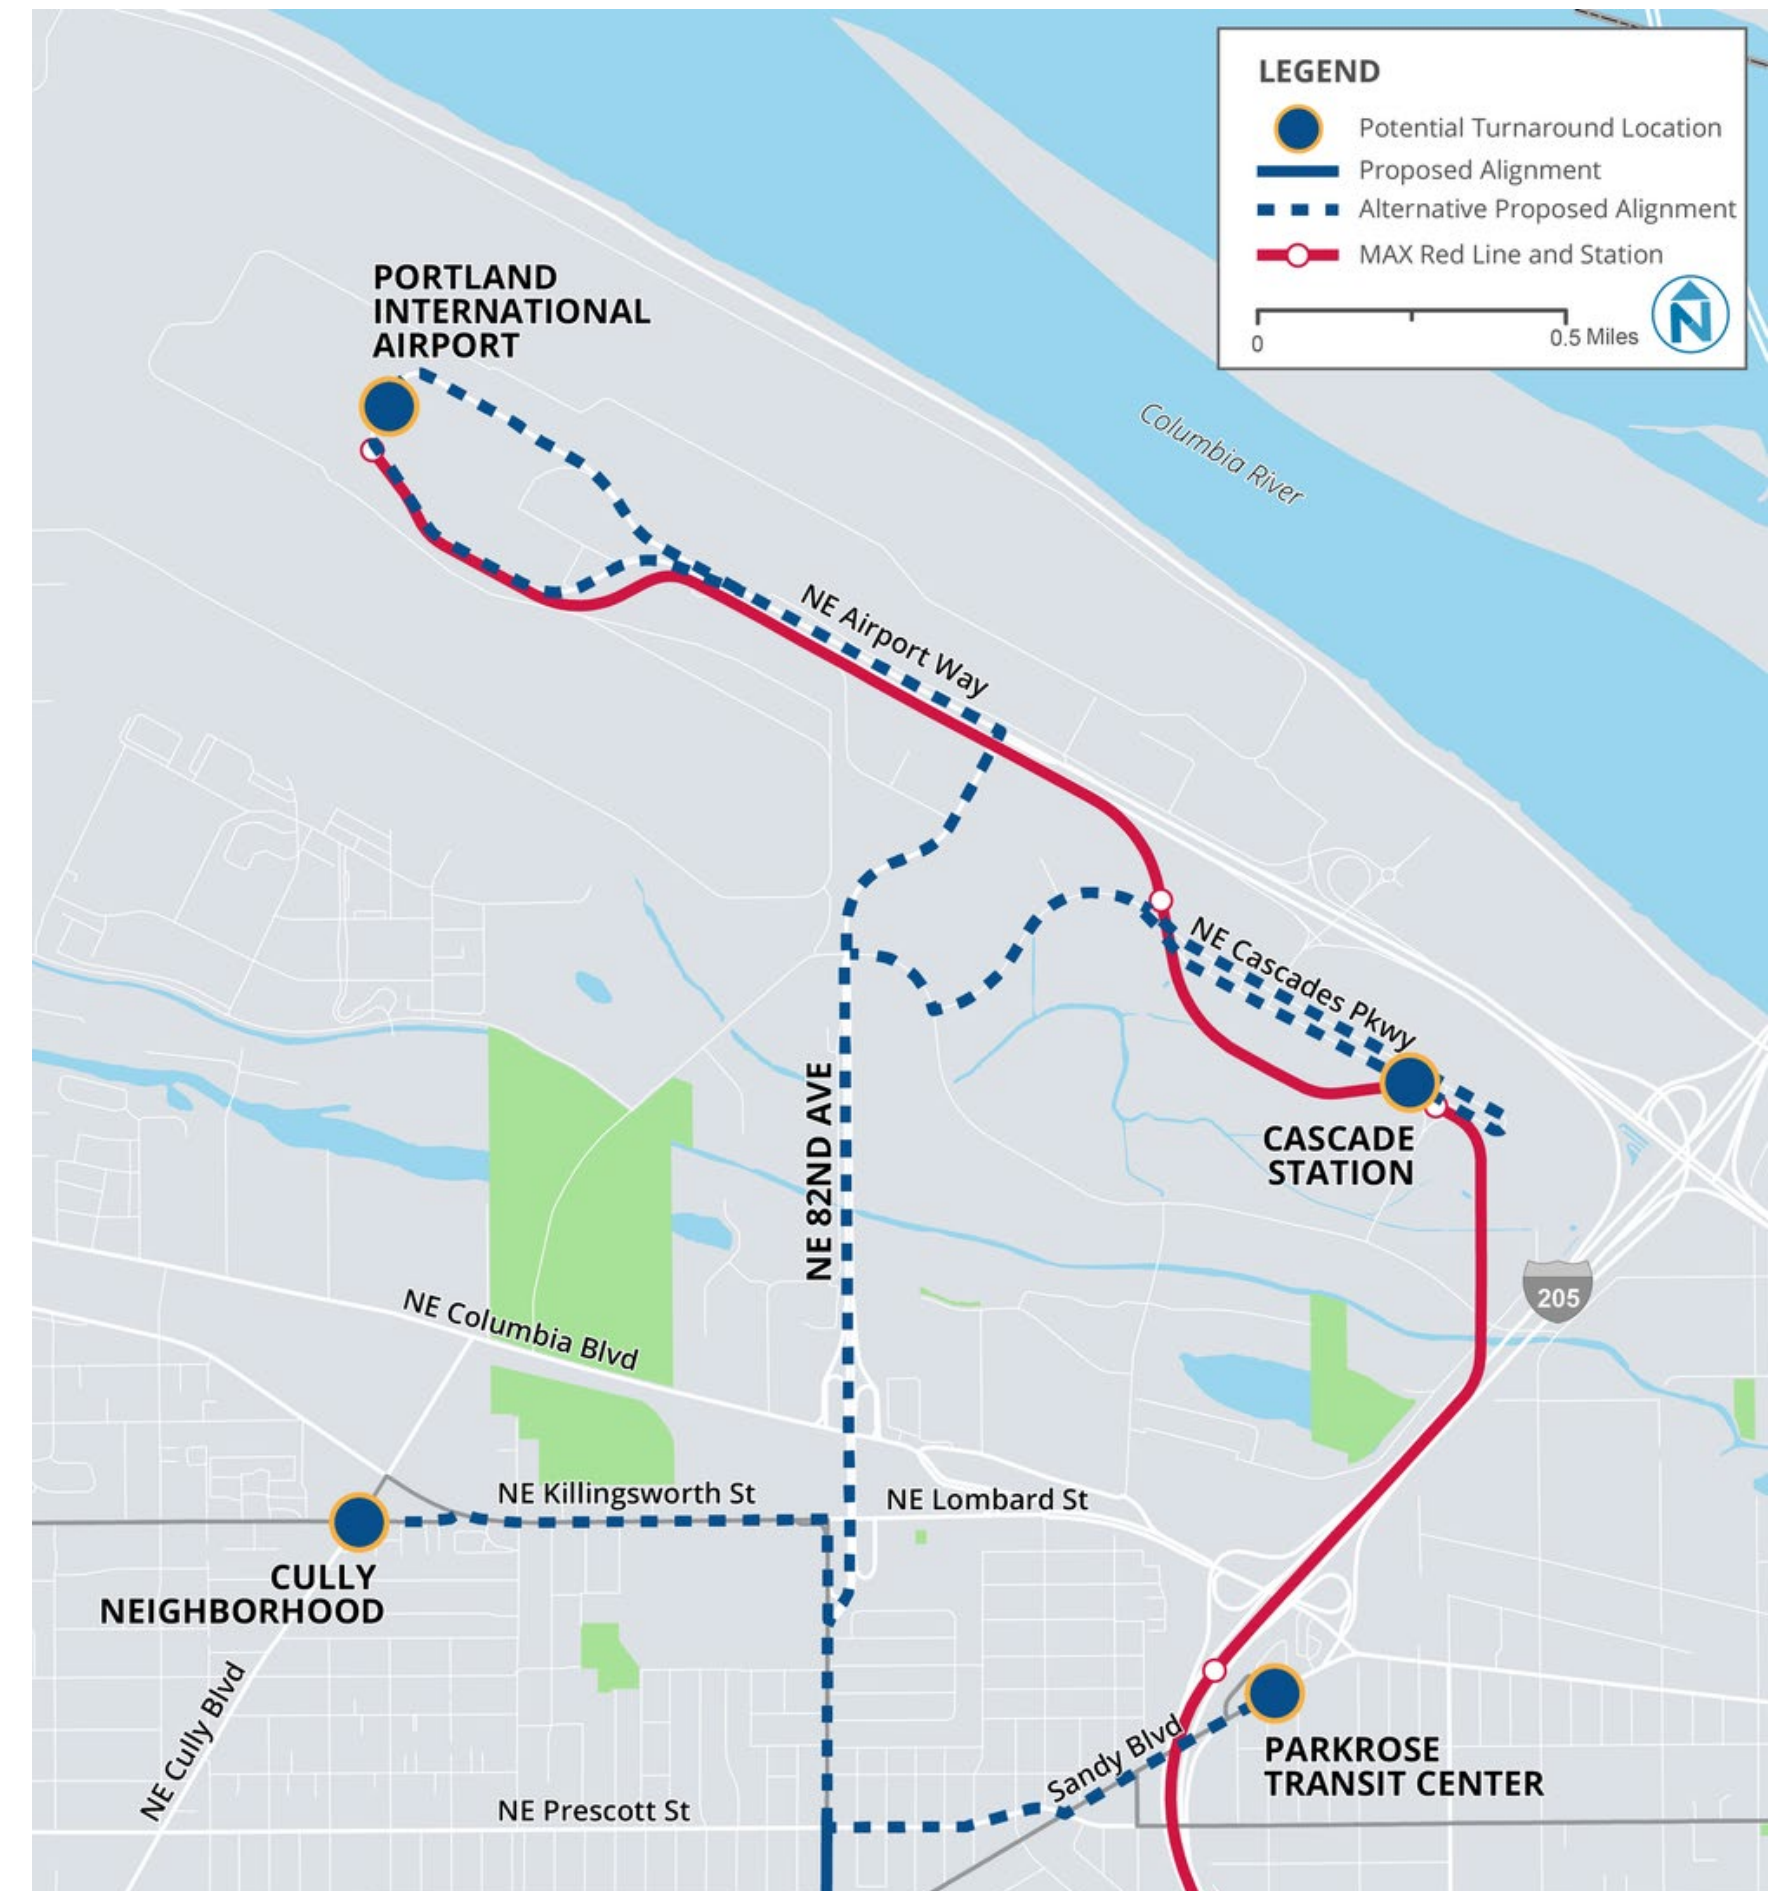 LEGEND
Potential Turnaround Location
Proposed Alignment
Alternative Proposed Alignment
MAX Red Line and Station
0
0.5 Miles
N
PORTLAND
INTERNATIONAL
AIRPORT
Columbia River
NE Airport Way
NE Cascades Pkwy
NE 82ND AVE
CASCADE
STATION
205
NE Columbia Blvd
NE Killingsworth St
NE Lombard St
CULLY
NEIGHBORHOOD
NE Cully Blvd
Sandy Blvd
PARKROSE
TRANSIT CENTER
NE Prescott St